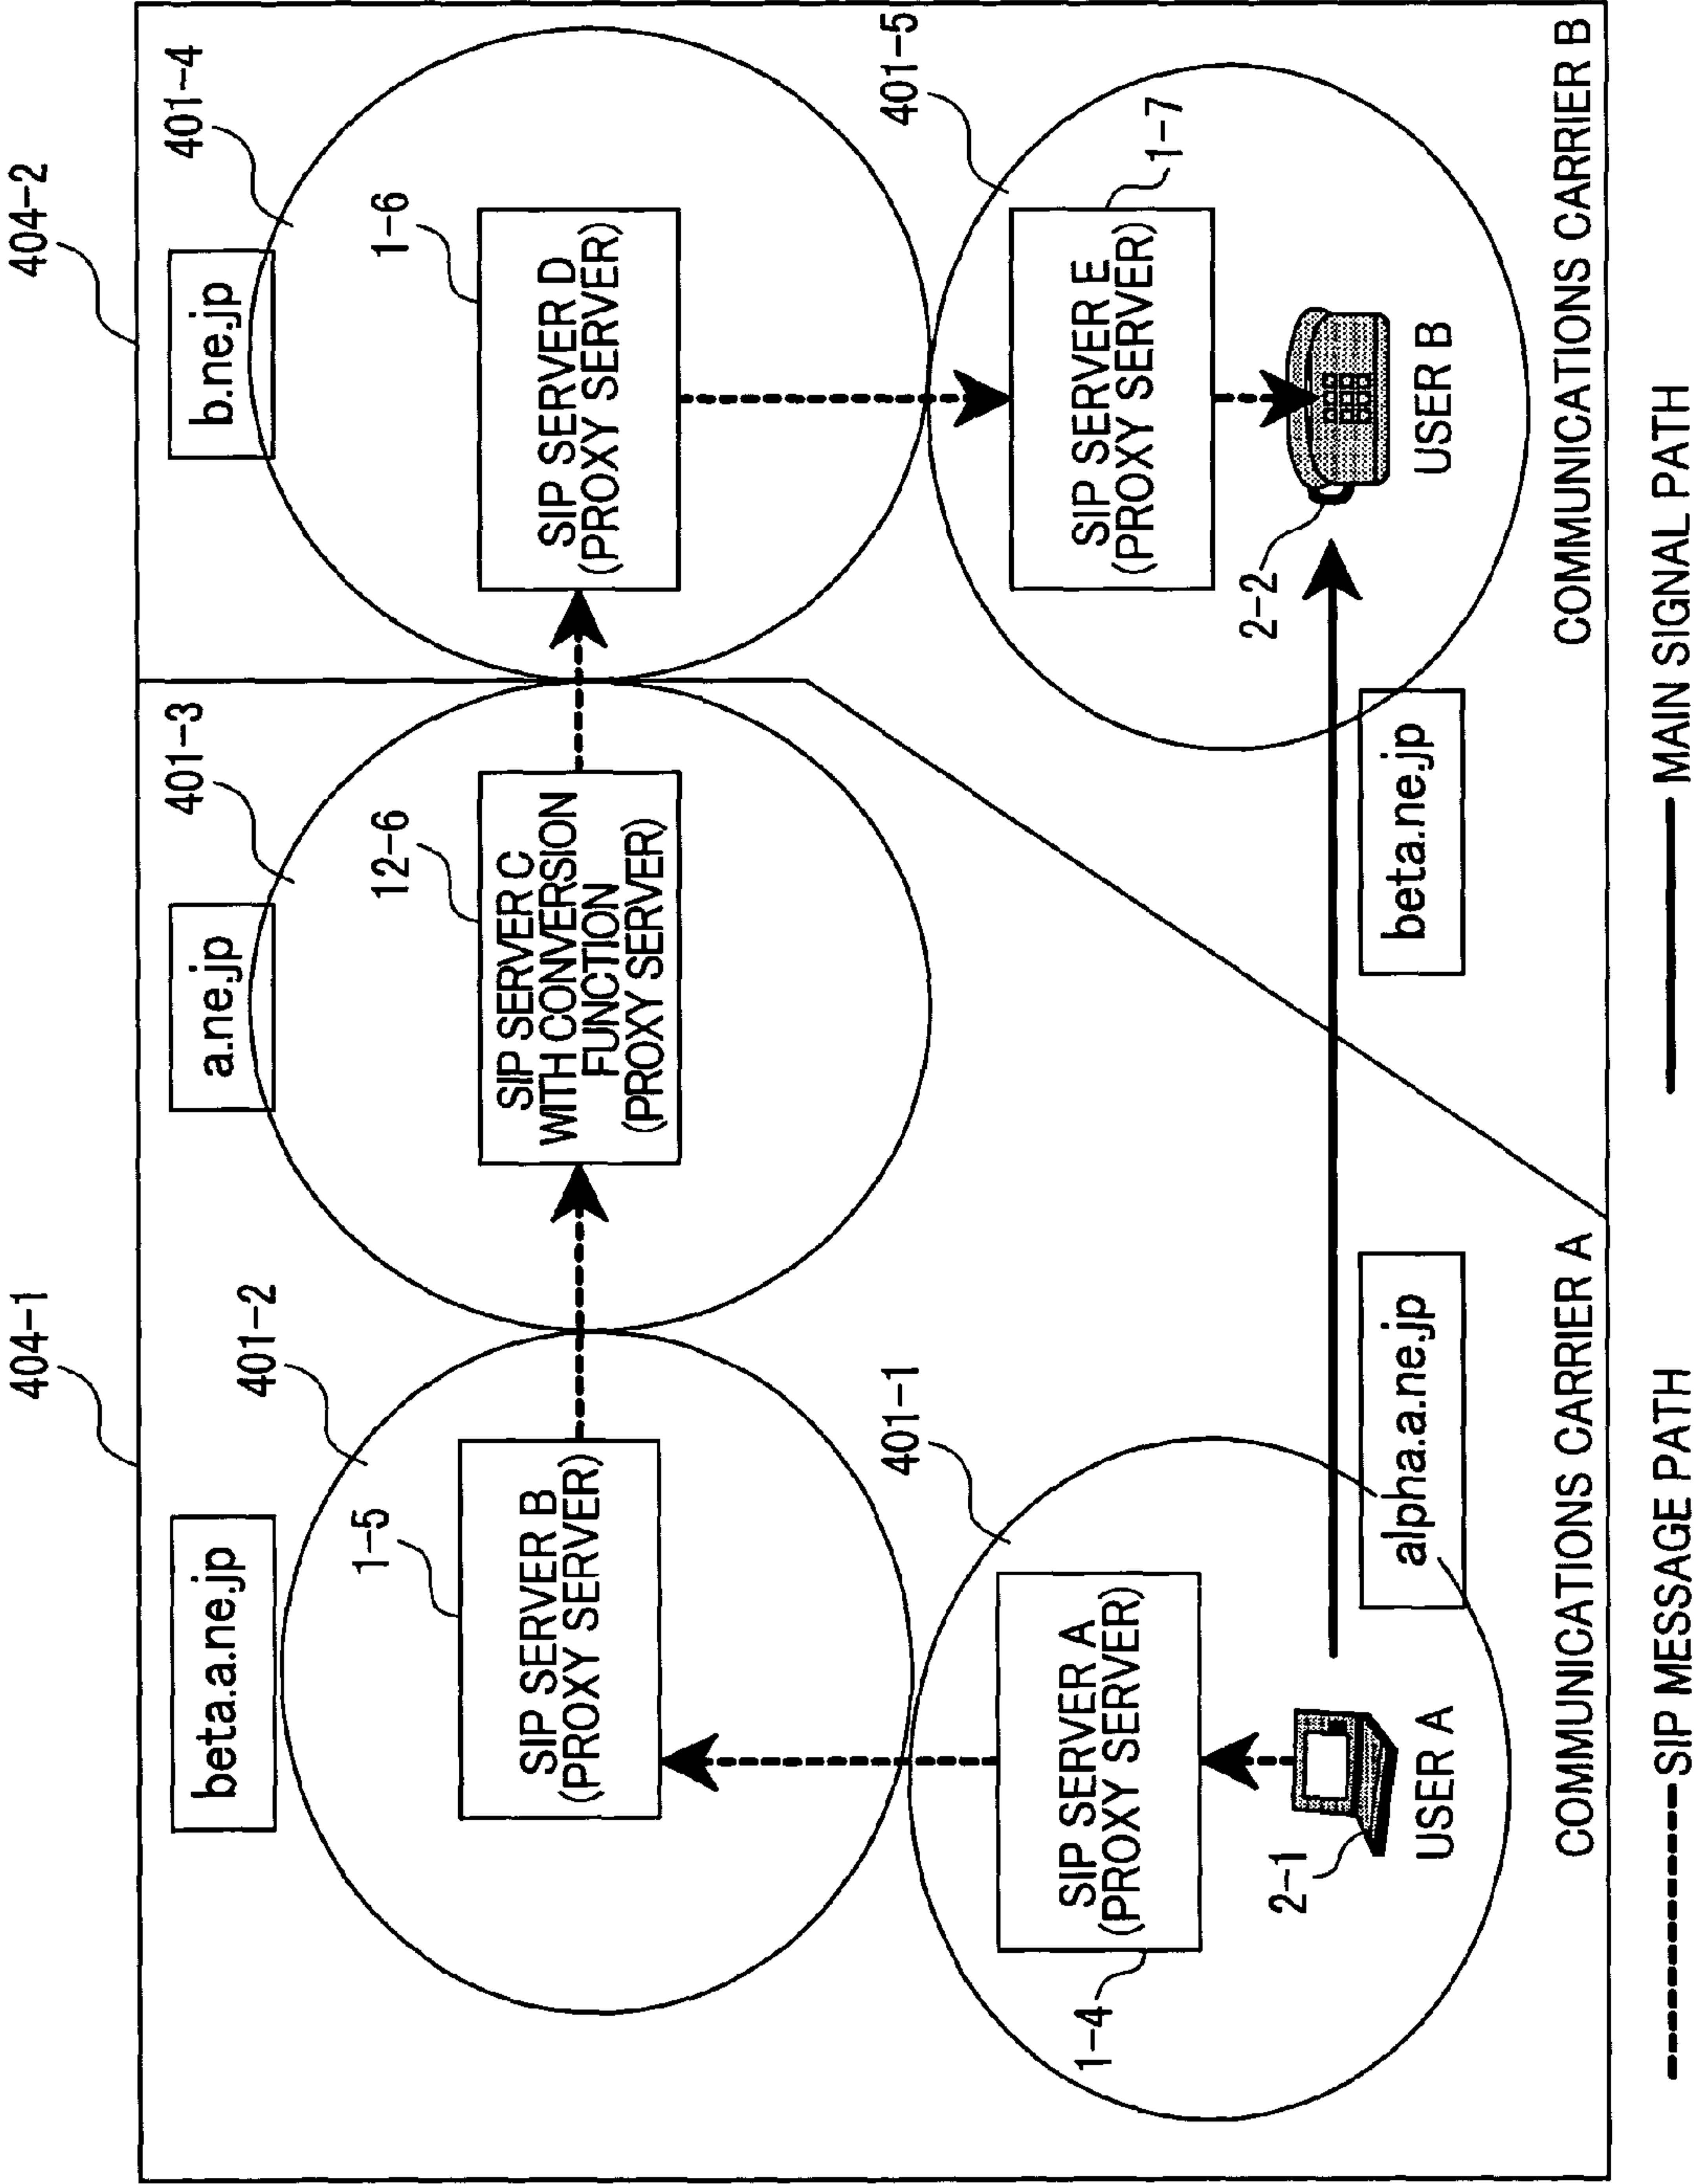 404-1
404-2
beta.a.ne.jp
401-2
a.ne.jp
401-3
b.ne.jp
401-4
1-5
SIP SERVER B
(PROXY SERVER)
12-6
SIP SERVER C
WITH CONVERSION
FUNCTION
(PROXY SERVER)
1-6
SIP SERVER D
(PROXY SERVER)
401-1
401-5
1-4
SIP SERVER A
(PROXY SERVER)
1-7
SIP SERVER E
(PROXY SERVER)
2-1
USER A
2-2
USER B
alpha.a.ne.jp
beta.ne.jp
COMMUNICATIONS CARRIER A
COMMUNICATIONS CARRIER B
SIP MESSAGE PATH
MAIN SIGNAL PATH